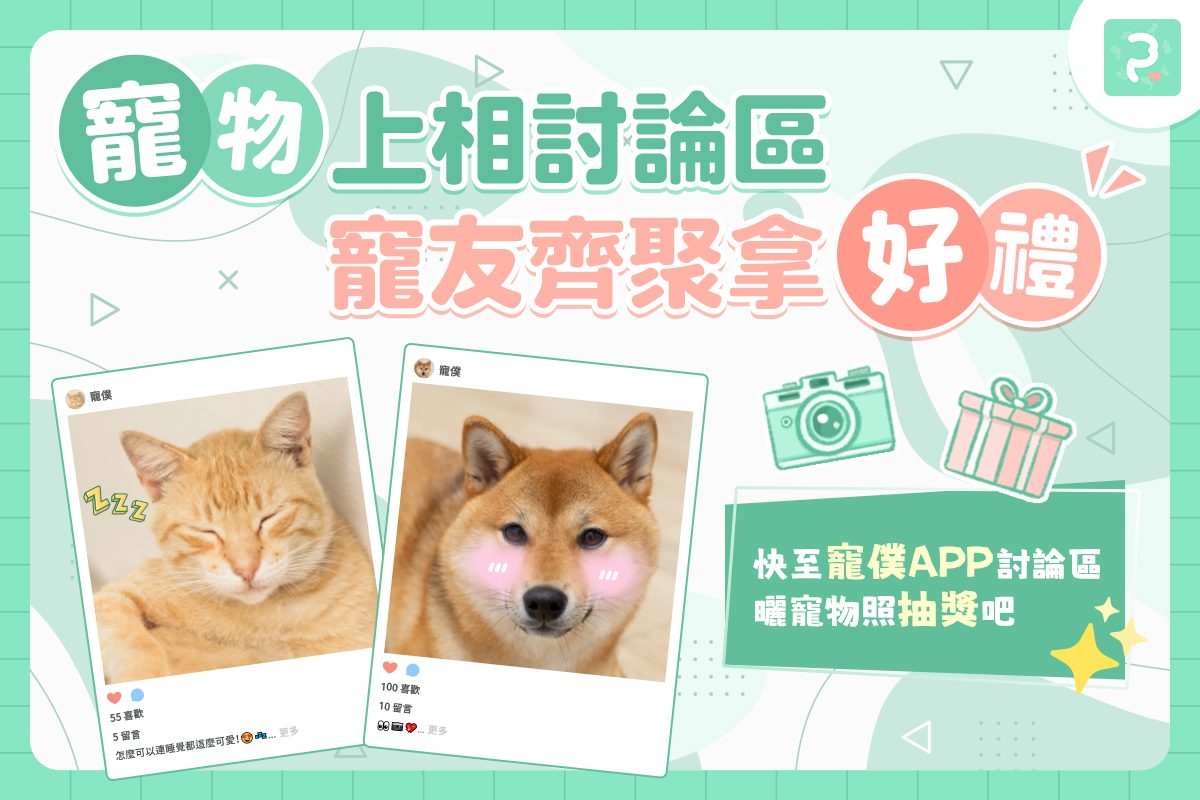 寵物上相討論區
寵友齊聚拿好禮
寵僕
zzz
55 喜歡
5 留言
怎麼可以連睡覺都這麼可愛!😍💤... 更多
寵僕
100 喜歡
10 留言
👀📷💖... 更多
快至寵僕APP討論區
曬寵物照抽獎吧